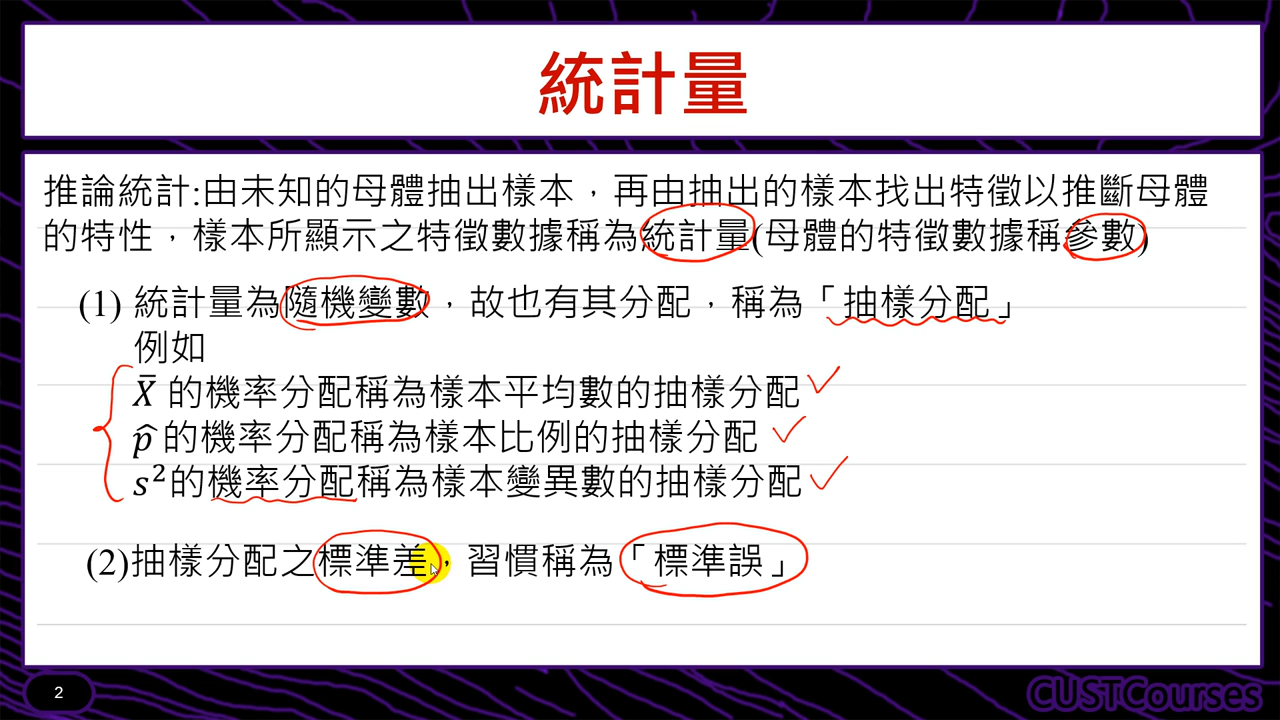 統計量
推論統計:由未知的母體抽出樣本，再由抽出的樣本找出特徵以推斷母體
的特性，樣本所顯示之特徵數據稱為統計量(母體的特徵數據稱參數)
(1) 統計量為隨機變數，故也有其分配，稱為「抽樣分配」
例如
X̄ 的機率分配稱為樣本平均數的抽樣分配
p̂ 的機率分配稱為樣本比例的抽樣分配
s²的機率分配稱為樣本變異數的抽樣分配
(2)抽樣分配之標準差，習慣稱為「標準誤」
2
CUSTCourses